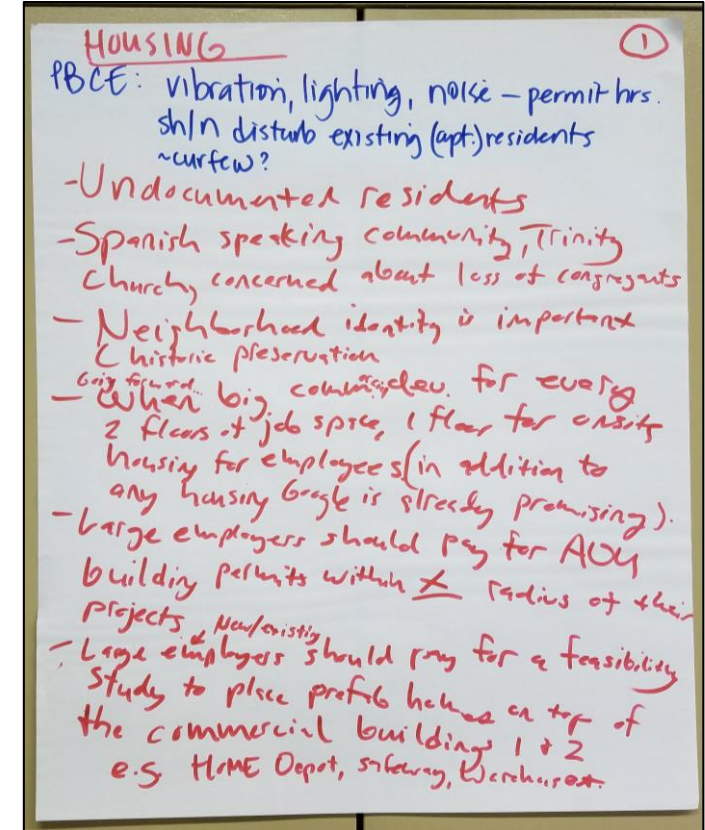 HOUSING
1
PBCE: vibration, lighting, noise – permit hrs.
sh/n disturb existing (apt.) residents
~curfew?
- Undocumented residents
- Spanish speaking community, Trinity
Church, concerned about loss of congregants
- Neighborhood identity is important
( historic preservation
Going forward...
- When big comm. dev. for every
2 floors of job space, 1 floor for onsite
housing for employees (in addition to
any housing Google is already promising).
- Large employers should pay for ADU
building permits within X radius of their
projects
New/existing
- Large employers should pay for a feasibility
study to place prefab homes on top of
the commercial buildings 1 + 2
e.g. HOME Depot, safeway,